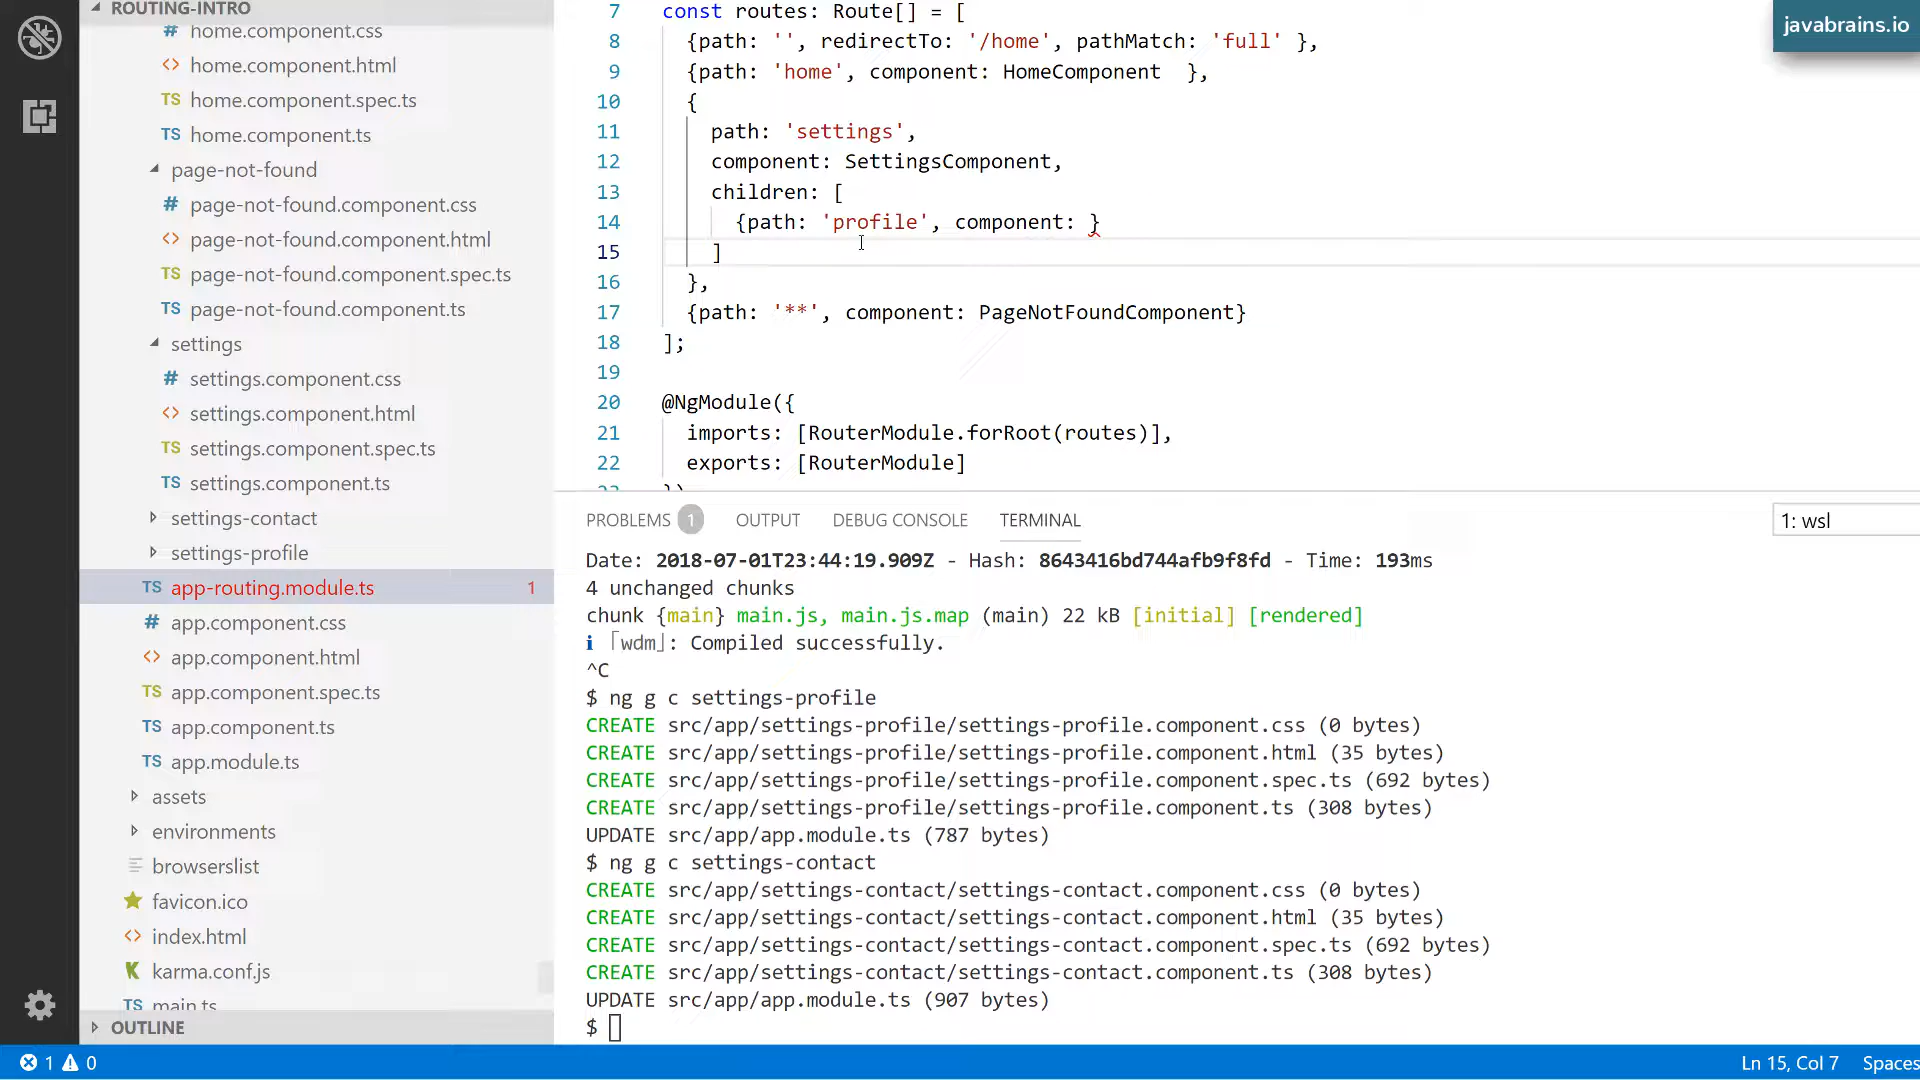 ROUTING-INTRO
# home.component.css
<> home.component.html
TS home.component.spec.ts
TS home.component.ts
page-not-found
# page-not-found.component.css
<> page-not-found.component.html
TS page-not-found.component.spec.ts
TS page-not-found.component.ts
settings
# settings.component.css
<> settings.component.html
TS settings.component.spec.ts
TS settings.component.ts
settings-contact
settings-profile
TS app-routing.module.ts 1
# app.component.css
<> app.component.html
TS app.component.spec.ts
TS app.component.ts
TS app.module.ts
assets
environments
browserslist
favicon.ico
<> index.html
K karma.conf.js
TS main.ts
OUTLINE
7 const routes: Route[] = [
8 {path: '', redirectTo: '/home', pathMatch: 'full' },
9 {path: 'home', component: HomeComponent },
10 {
11 path: 'settings',
12 component: SettingsComponent,
13 children: [
14 {path: 'profile', component: }
15 ]
16 },
17 {path: '**', component: PageNotFoundComponent}
18 ];
19
20 @NgModule({
21 imports: [RouterModule.forRoot(routes)],
22 exports: [RouterModule]
23 })
javabrains.io
PROBLEMS 1 OUTPUT DEBUG CONSOLE TERMINAL 1: wsl
Date: 2018-07-01T23:44:19.909Z - Hash: 8643416bd744afb9f8fd - Time: 193ms
4 unchanged chunks
chunk {main} main.js, main.js.map (main) 22 kB [initial] [rendered]
i ｢wdm｣: Compiled successfully.
^C
$ ng g c settings-profile
CREATE src/app/settings-profile/settings-profile.component.css (0 bytes)
CREATE src/app/settings-profile/settings-profile.component.html (35 bytes)
CREATE src/app/settings-profile/settings-profile.component.spec.ts (692 bytes)
CREATE src/app/settings-profile/settings-profile.component.ts (308 bytes)
UPDATE src/app/app.module.ts (787 bytes)
$ ng g c settings-contact
CREATE src/app/settings-contact/settings-contact.component.css (0 bytes)
CREATE src/app/settings-contact/settings-contact.component.html (35 bytes)
CREATE src/app/settings-contact/settings-contact.component.spec.ts (692 bytes)
CREATE src/app/settings-contact/settings-contact.component.ts (308 bytes)
UPDATE src/app/app.module.ts (907 bytes)
$
1 0
Ln 15, Col 7 Spaces